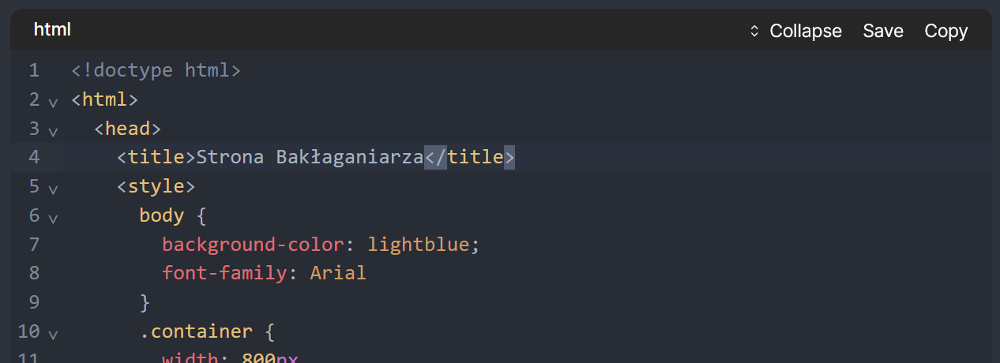 html
Collapse Save Copy
1 <!doctype html>
2 <html>
3 <head>
4 <title>Strona Bakłaganiarza</title>
5 <style>
6 body {
7 background-color: lightblue;
8 font-family: Arial
9 }
10 .container {
11 width: 800px